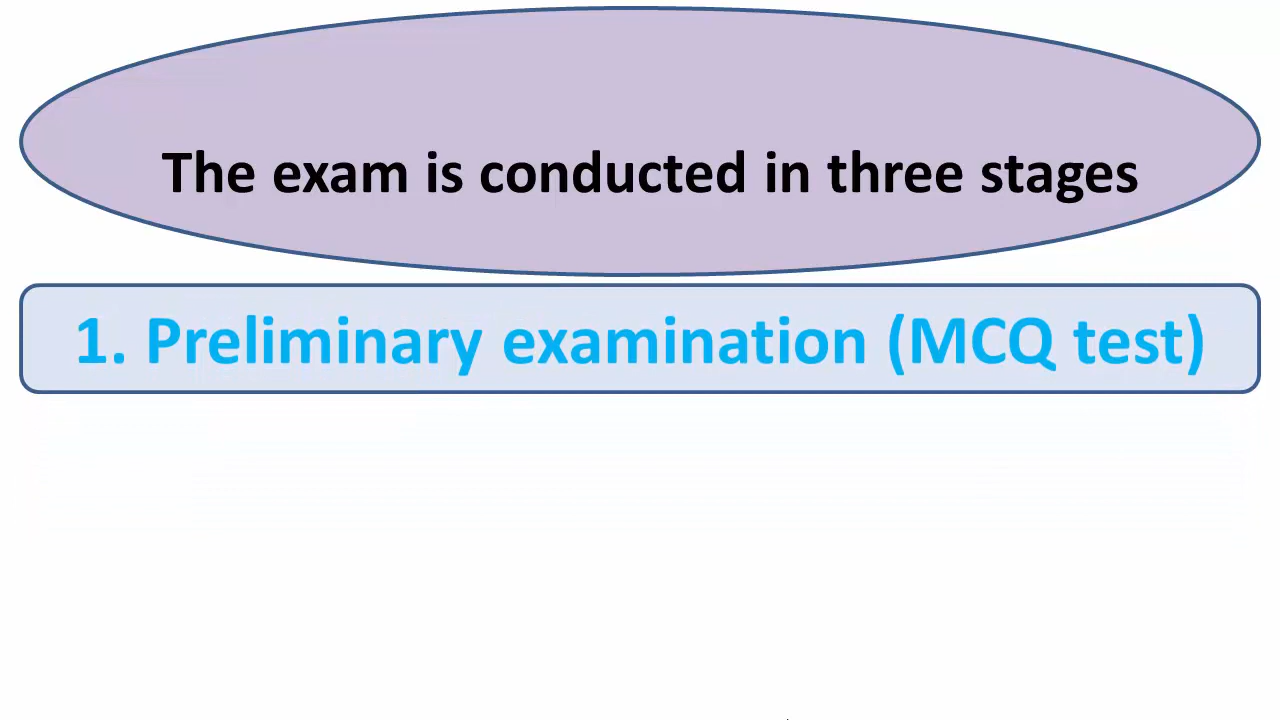 The exam is conducted in three stages
1. Preliminary examination (MCQ test)